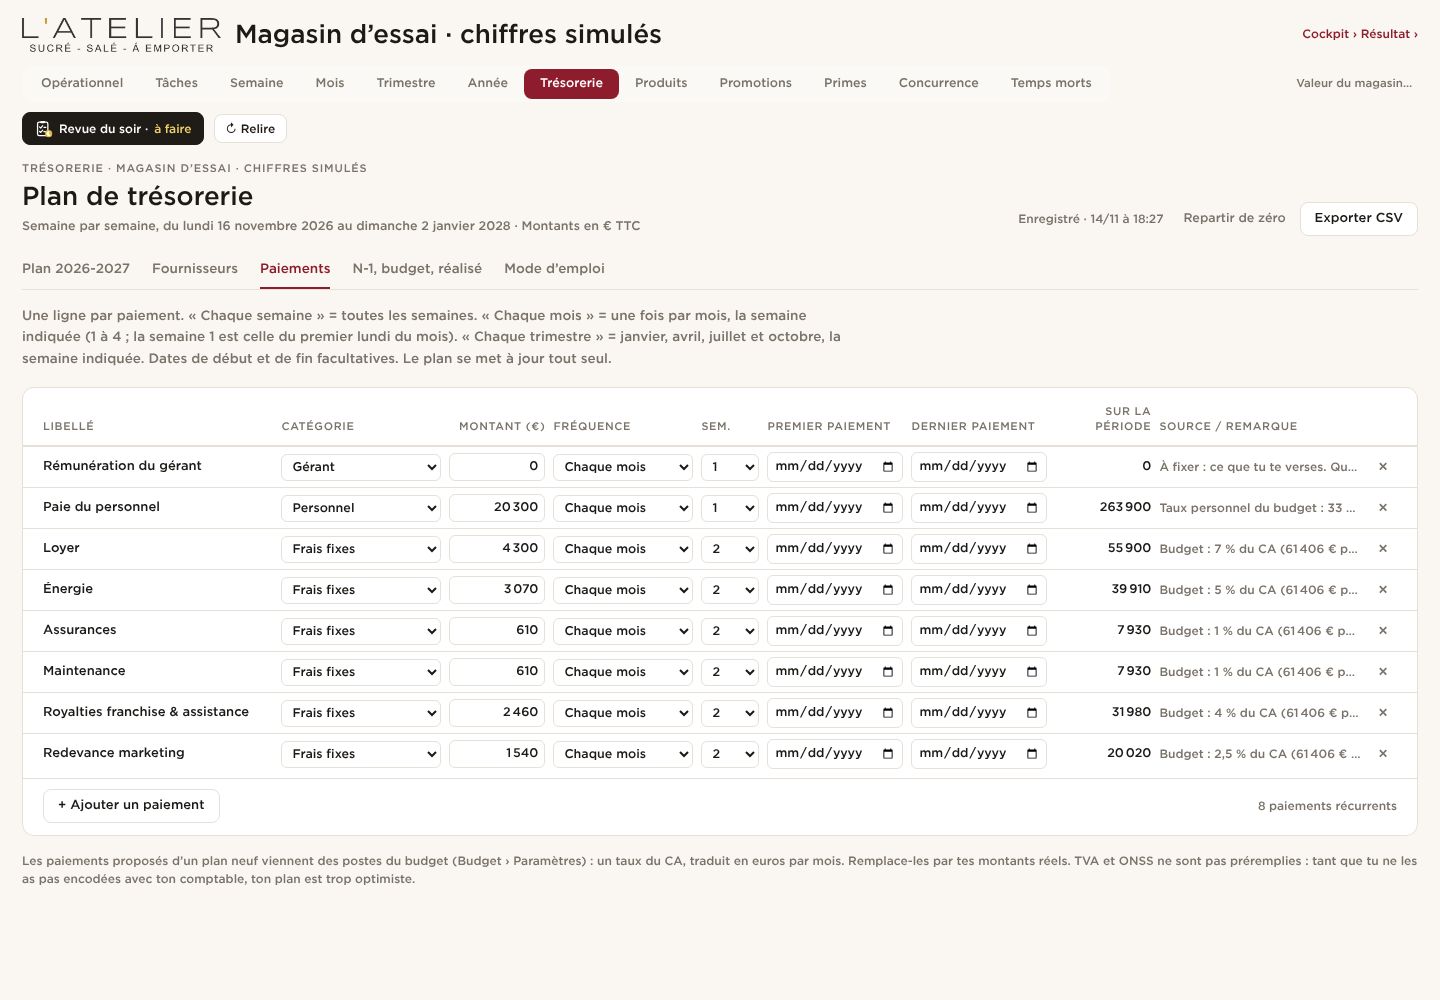 L'ATELIER
SUCRÉ - SALÉ - Á EMPORTER
Magasin d’essai · chiffres simulés
Cockpit › Résultat ›
Opérationnel Tâches Semaine Mois Trimestre Année Trésorerie Produits Promotions Primes Concurrence Temps morts
Valeur du magasin…
Revue du soir · à faire
↻ Relire
TRÉSORERIE · MAGASIN D’ESSAI · CHIFFRES SIMULÉS
Plan de trésorerie
Semaine par semaine, du lundi 16 novembre 2026 au dimanche 2 janvier 2028 · Montants en € TTC
Enregistré · 14/11 à 18:27
Repartir de zéro
Exporter CSV
Plan 2026-2027 Fournisseurs Paiements N-1, budget, réalisé Mode d’emploi
Une ligne par paiement. « Chaque semaine » = toutes les semaines. « Chaque mois » = une fois par mois, la semaine
indiquée (1 à 4 ; la semaine 1 est celle du premier lundi du mois). « Chaque trimestre » = janvier, avril, juillet et octobre, la
semaine indiquée. Dates de début et de fin facultatives. Le plan se met à jour tout seul.
LIBELLÉ CATÉGORIE MONTANT (€) FRÉQUENCE SEM. PREMIER PAIEMENT DERNIER PAIEMENT SUR LA PÉRIODE SOURCE / REMARQUE
Rémunération du gérant Gérant 0 Chaque mois 1 mm/dd/yyyy mm/dd/yyyy 0 À fixer : ce que tu te verses. Qu… ×
Paie du personnel Personnel 20 300 Chaque mois 1 mm/dd/yyyy mm/dd/yyyy 263 900 Taux personnel du budget : 33 … ×
Loyer Frais fixes 4 300 Chaque mois 2 mm/dd/yyyy mm/dd/yyyy 55 900 Budget : 7 % du CA (61 406 € p… ×
Énergie Frais fixes 3 070 Chaque mois 2 mm/dd/yyyy mm/dd/yyyy 39 910 Budget : 5 % du CA (61 406 € p… ×
Assurances Frais fixes 610 Chaque mois 2 mm/dd/yyyy mm/dd/yyyy 7 930 Budget : 1 % du CA (61 406 € p… ×
Maintenance Frais fixes 610 Chaque mois 2 mm/dd/yyyy mm/dd/yyyy 7 930 Budget : 1 % du CA (61 406 € p… ×
Royalties franchise & assistance Frais fixes 2 460 Chaque mois 2 mm/dd/yyyy mm/dd/yyyy 31 980 Budget : 4 % du CA (61 406 € p… ×
Redevance marketing Frais fixes 1 540 Chaque mois 2 mm/dd/yyyy mm/dd/yyyy 20 020 Budget : 2,5 % du CA (61 406 € … ×
+ Ajouter un paiement
8 paiements récurrents
Les paiements proposés d’un plan neuf viennent des postes du budget (Budget › Paramètres) : un taux du CA, traduit en euros par mois. Remplace-les par tes montants réels. TVA et ONSS ne sont pas préremplies : tant que tu ne les
as pas encodées avec ton comptable, ton plan est trop optimiste.